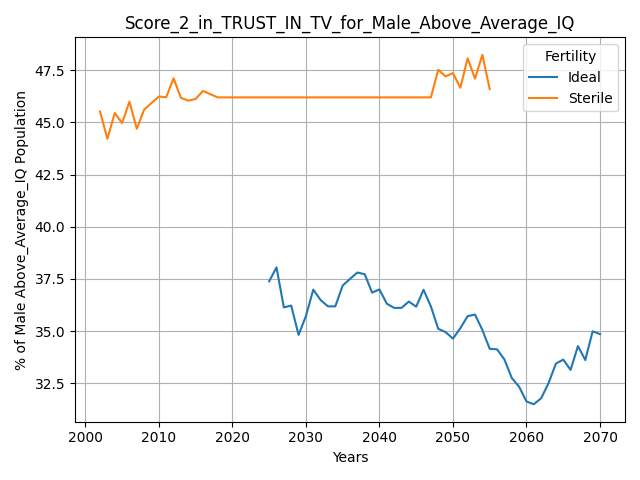 Score_2_in_TRUST_IN_TV_for_Male_Above_Average_IQ
% of Male Above_Average_IQ Population
47.5
45.0
42.5
40.0
37.5
35.0
32.5
Fertility
Ideal
Sterile
2000 2010 2020 2030 2040 2050 2060 2070
Years